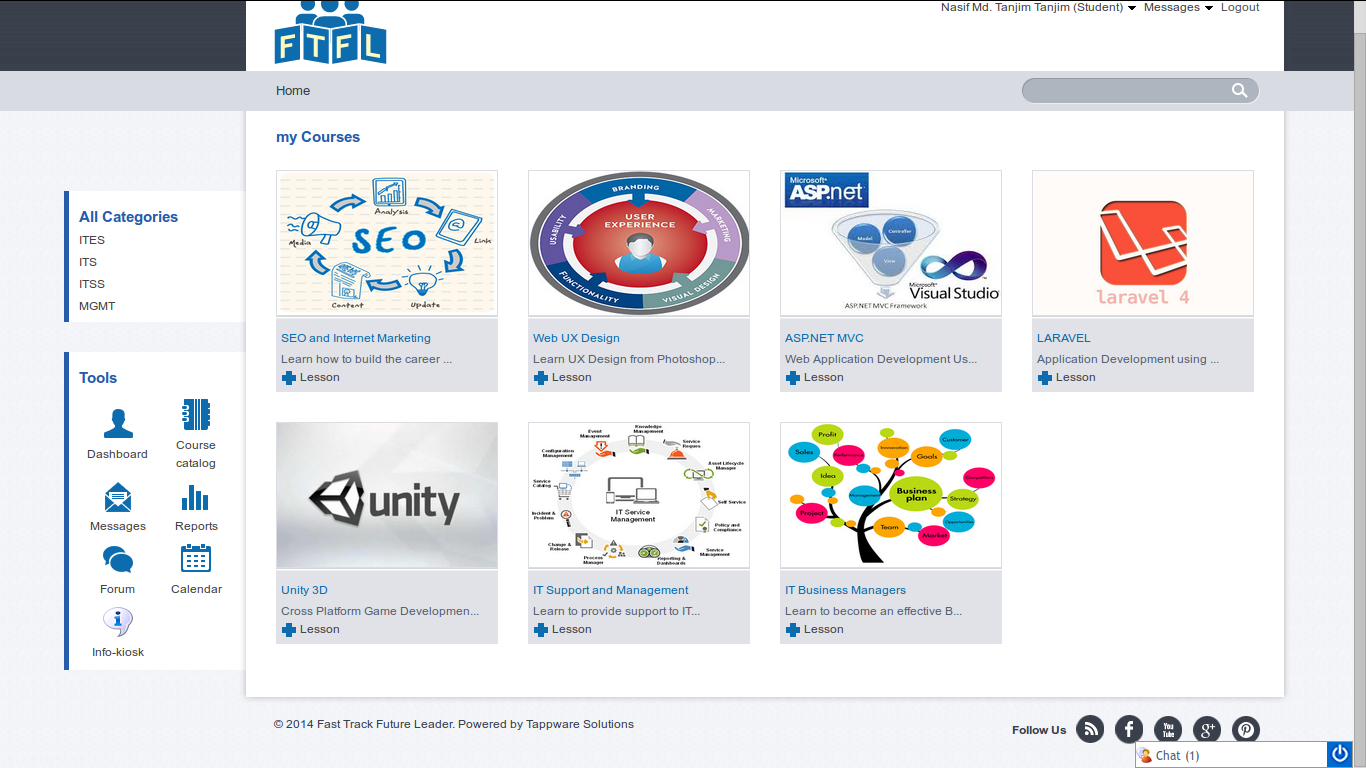 FTFL
Nasif Md. Tanjim Tanjim (Student) Messages Logout
Home
my Courses
All Categories
ITES
ITS
ITSS
MGMT
Tools
Dashboard
Course
catalog
Messages
Reports
Forum
Calendar
Info-kiosk
Analysis
Media
SEO
Link
Content
Update
SEO and Internet Marketing
Learn how to build the career ...
Lesson
BRANDING
USABILITY
USER
EXPERIENCE
MARKETING
FUNCTIONALITY
VISUAL DESIGN
Web UX Design
Learn UX Design from Photoshop...
Lesson
Microsoft®
ASP.net
Model
Controller
View
Microsoft®
Visual Studio
ASP.NET MVC Framework
ASP.NET MVC
Web Application Development Us...
Lesson
laravel 4
LARAVEL
Application Development using ...
Lesson
unity
Unity 3D
Cross Platform Game Developmen...
Lesson
Knowledge
Management
Event
Management
Service
Reques
Configuration
Management
Asset Lifecycle
Manager
Service
Catalog
Self Service
IT Service
Management
Incident &
Problem
Policy and
Compliance
Change &
Release
Service
Management
Process
Manager
Reporting &
Dashboards
IT Support and Management
Learn to provide support to IT...
Lesson
Profit
Customer
Sales
Performance
Innovation
Goals
Idea
Competition
Management
Business
plan
Strategy
Project
Team
Opportunities
Market
IT Business Managers
Learn to become an effective B...
Lesson
© 2014 Fast Track Future Leader. Powered by Tappware Solutions
Follow Us
You
Tube
Chat (1)